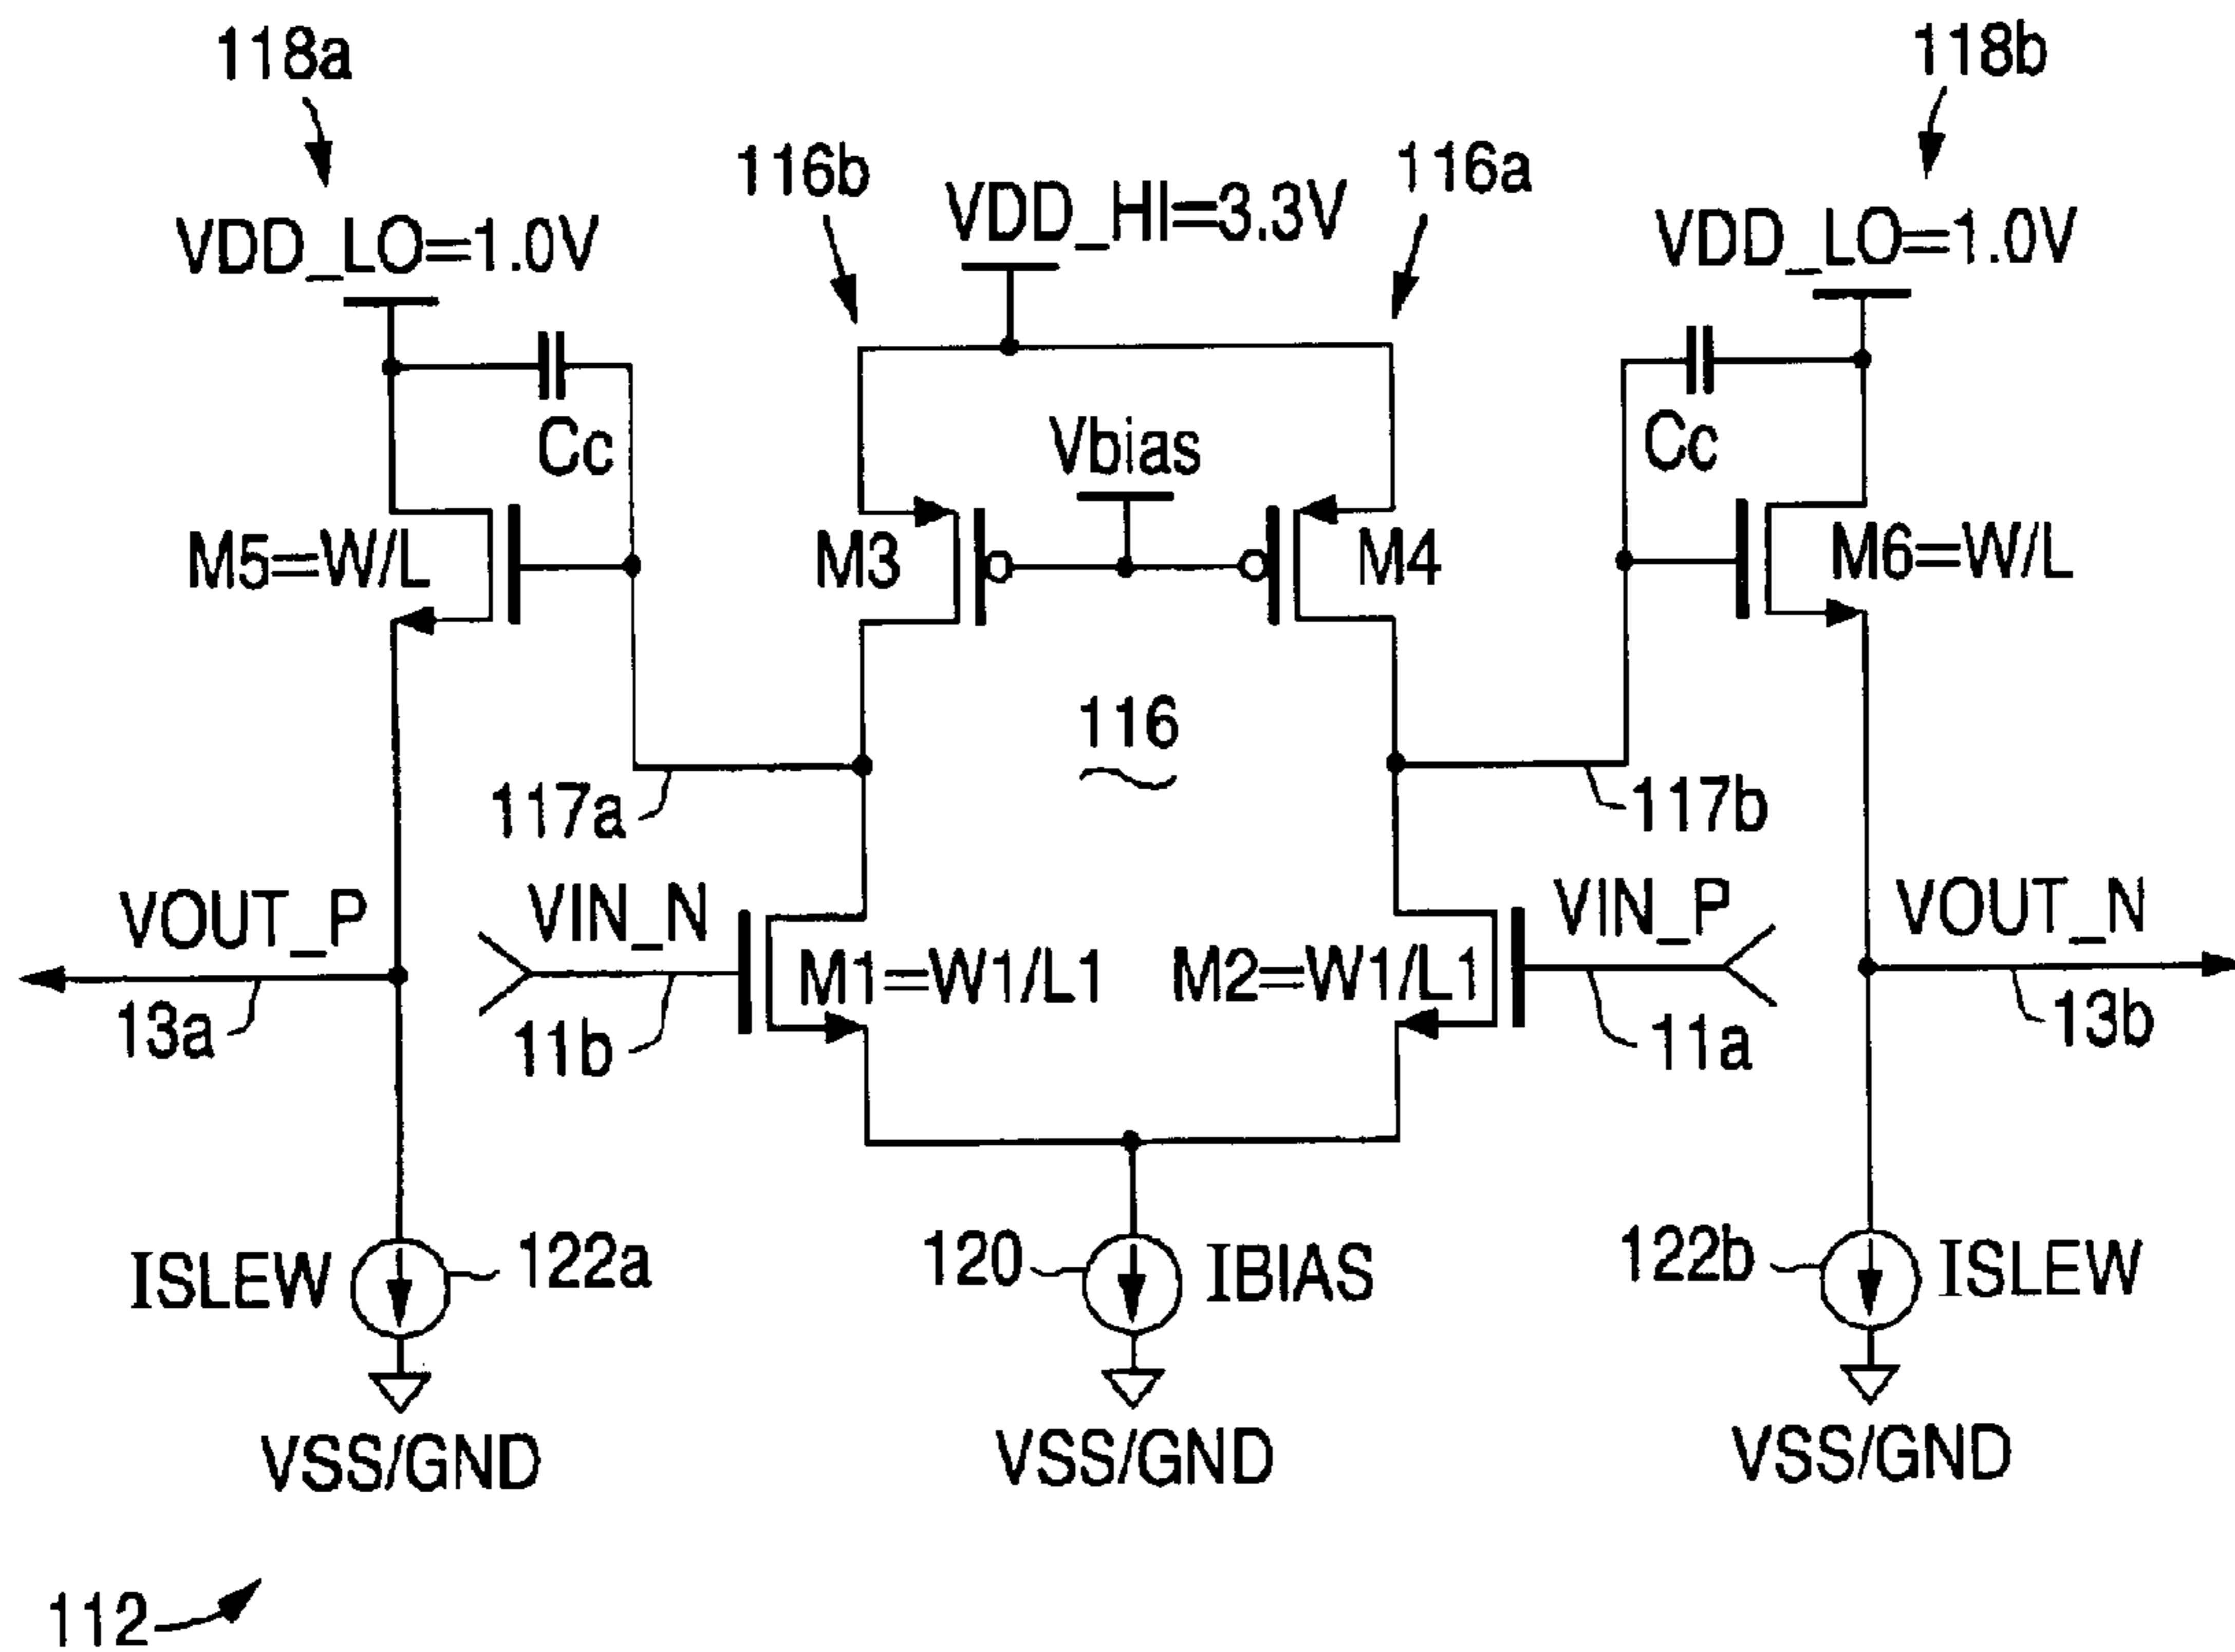 118a
118b
116b
VDD_HI=3.3V
116a
VDD_LO=1.0V
VDD_LO=1.0V
Cc
Vbias
Cc
M5=W/L
M3
M4
M6=W/L
116
117a
117b
VOUT_P
VIN_N
VIN_P
VOUT_N
M1=W1/L1
M2=W1/L1
13a
11b
11a
13b
ISLEW
122a
120
IBIAS
122b
ISLEW
VSS/GND
VSS/GND
VSS/GND
112